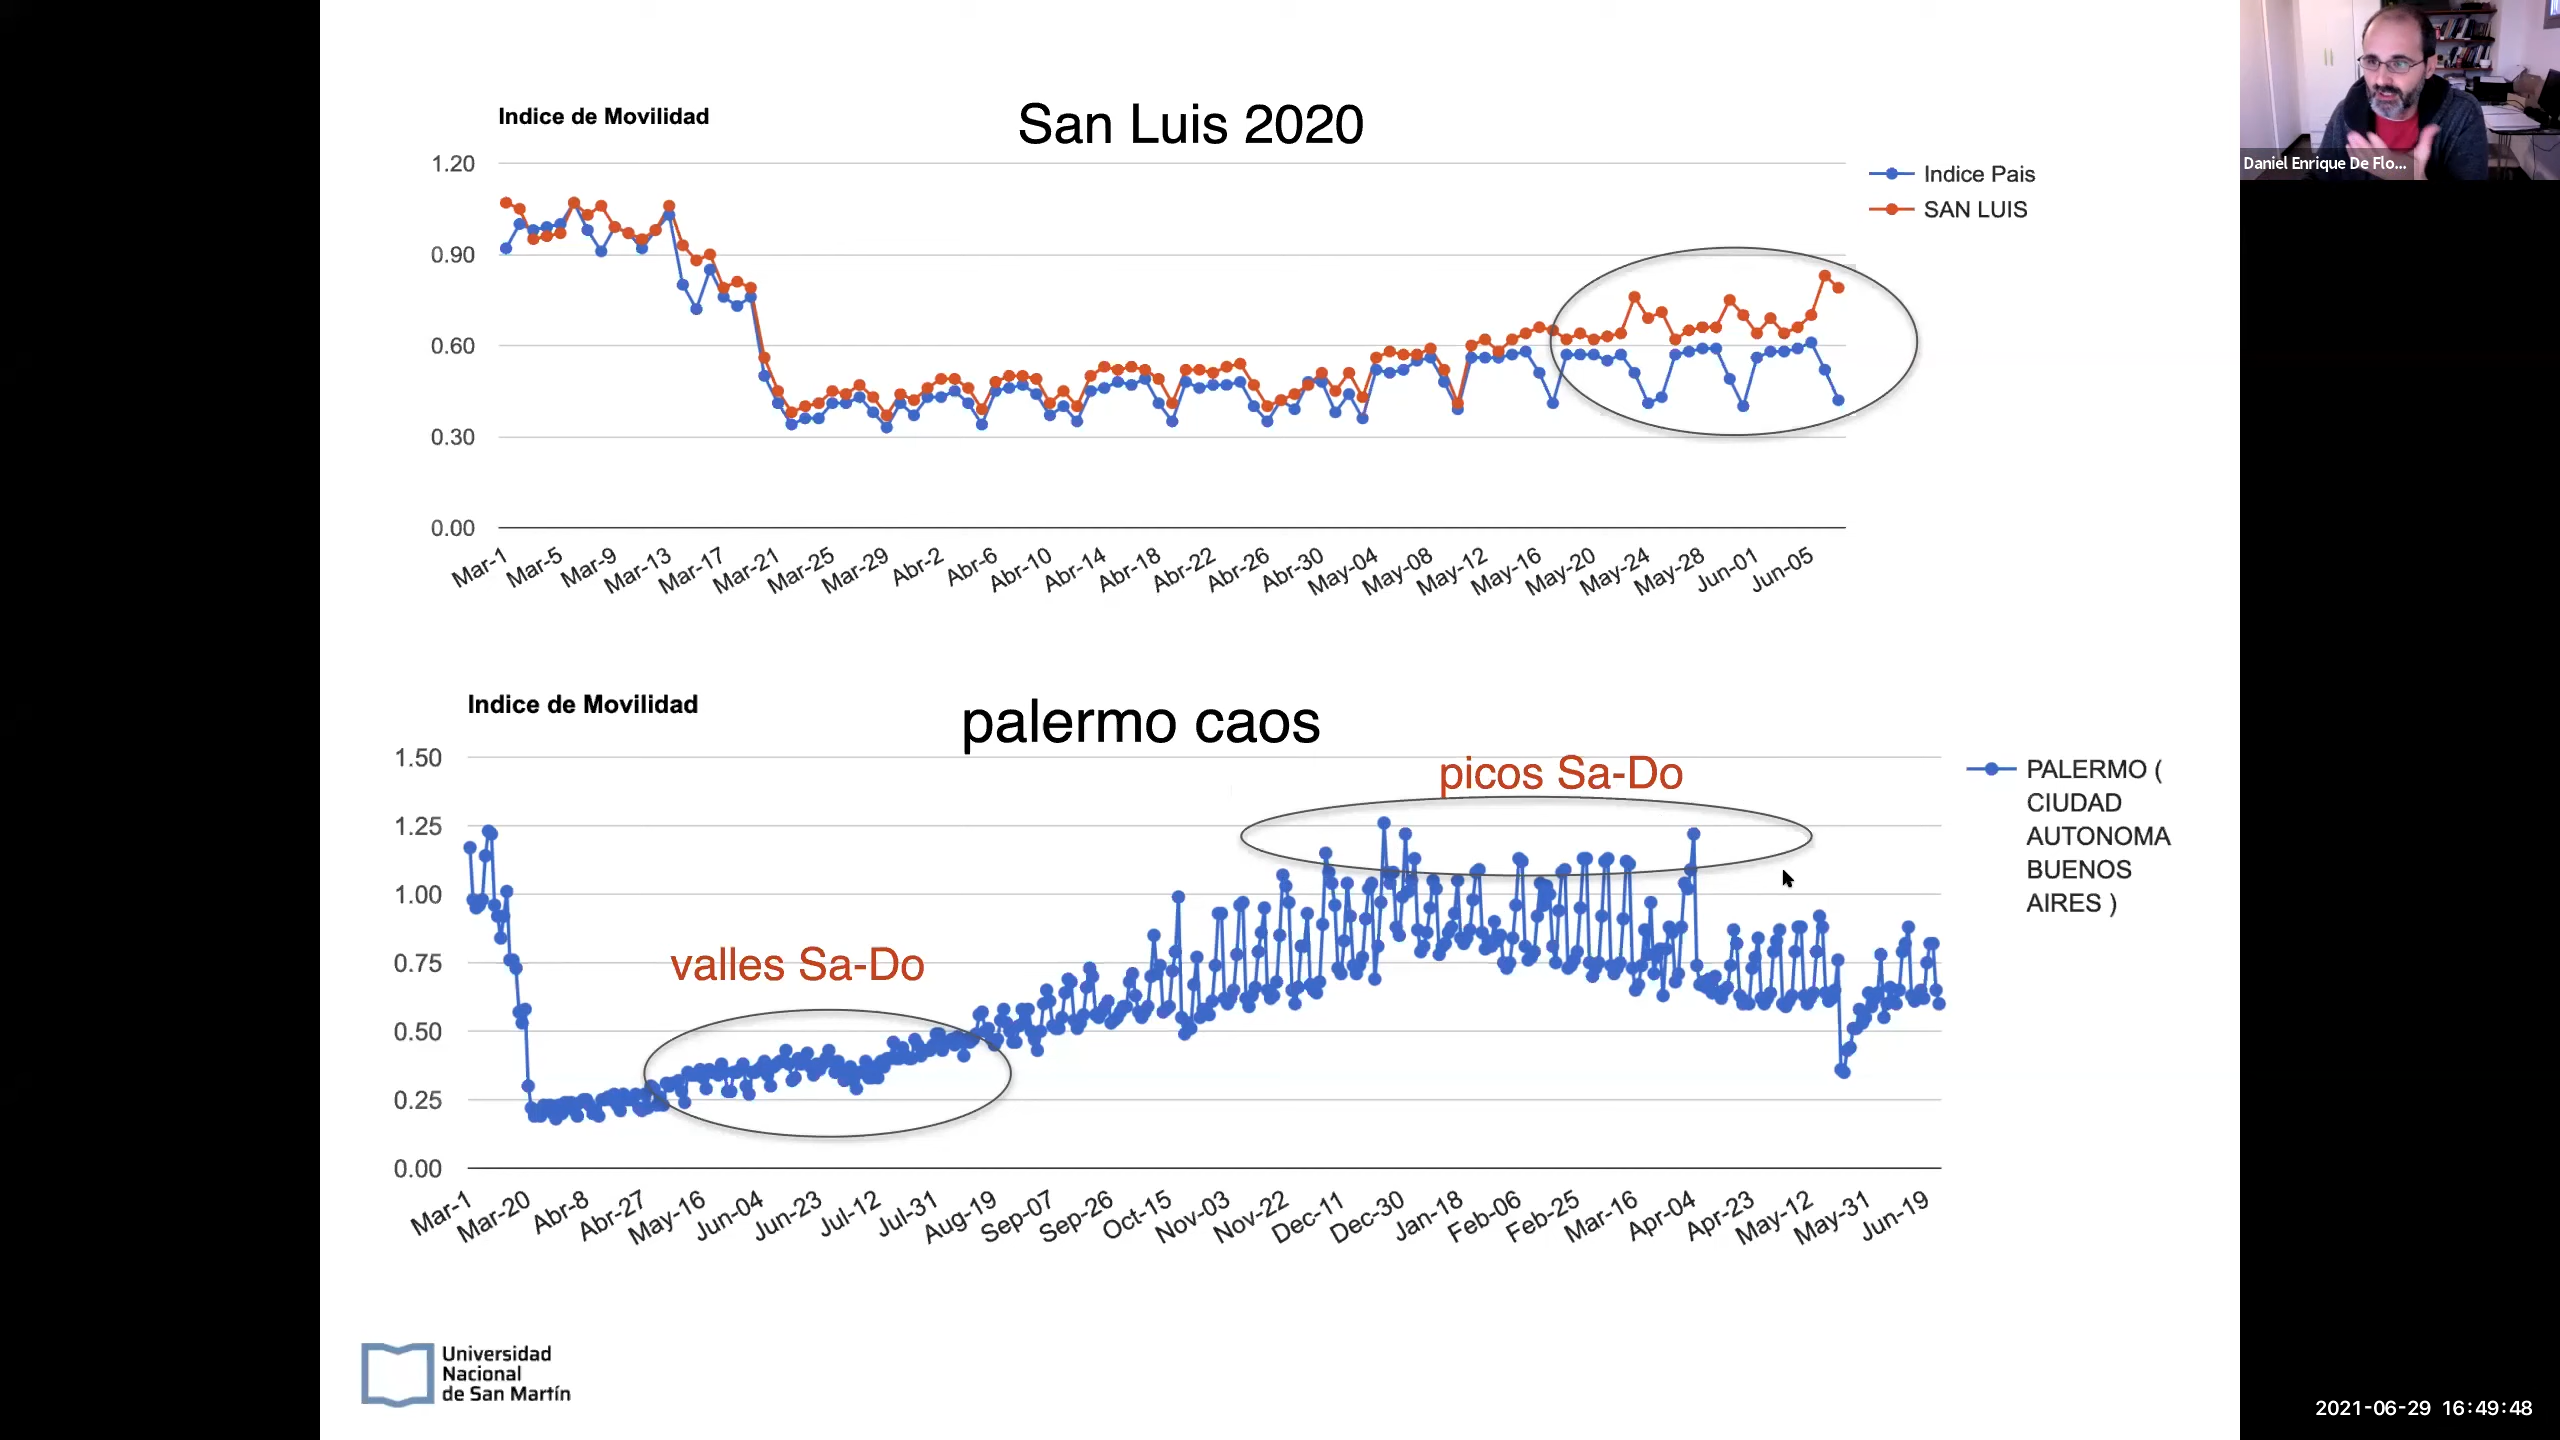 Daniel Enrique De Flo...
San Luis 2020
Indice de Movilidad
1.20
0.90
0.60
0.30
0.00
Mar-1 Mar-5 Mar-9 Mar-13 Mar-17 Mar-21 Mar-25 Mar-29 Abr-2 Abr-6 Abr-10 Abr-14 Abr-18 Abr-22 Abr-26 Abr-30 May-04 May-08 May-12 May-16 May-20 May-24 May-28 Jun-01 Jun-05
Indice Pais
SAN LUIS
Indice de Movilidad
palermo caos
picos Sa-Do
valles Sa-Do
1.50
1.25
1.00
0.75
0.50
0.25
0.00
Mar-1 Mar-20 Abr-8 Abr-27 May-16 Jun-04 Jun-23 Jul-12 Jul-31 Aug-19 Sep-07 Sep-26 Oct-15 Nov-03 Nov-22 Dec-11 Dec-30 Jan-18 Feb-06 Feb-25 Mar-16 Apr-04 Apr-23 May-12 May-31 Jun-19
PALERMO (
CIUDAD
AUTONOMA
BUENOS
AIRES )
Universidad
Nacional
de San Martín
2021-06-29 16:49:48